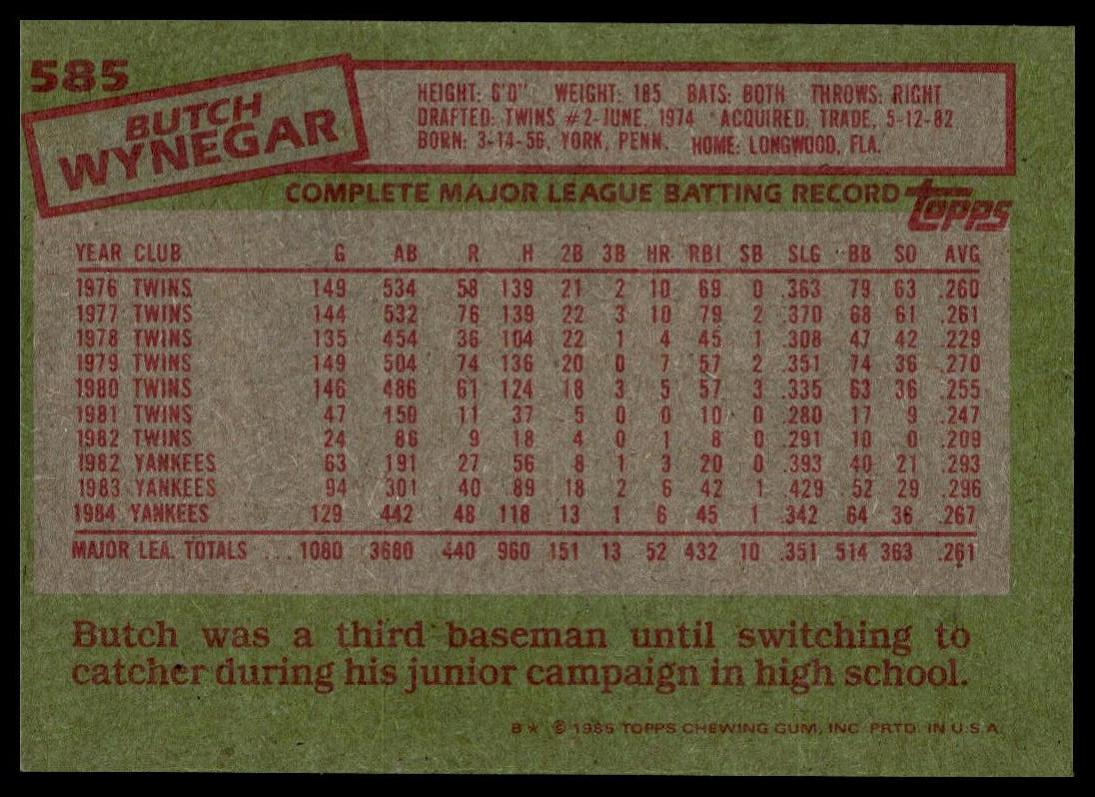 585
BUTCH
WYNEGAR
HEIGHT: 6'0" WEIGHT: 185 BATS: BOTH THROWS: RIGHT
DRAFTED: TWINS #2-JUNE, 1974 ACQUIRED: TRADE, 5-12-82
BORN: 3-14-56, YORK, PENN. HOME: LONGWOOD, FLA.
COMPLETE MAJOR LEAGUE BATTING RECORD
Topps
YEAR CLUB G AB R H 2B 3B HR RBI SB SLG BB SO AVG
1976 TWINS 149 534 58 139 21 2 10 69 0 .363 79 63 .260
1977 TWINS 144 532 76 139 22 3 10 79 2 .370 68 61 .261
1978 TWINS 135 454 36 104 22 1 4 45 1 .308 47 42 .229
1979 TWINS 149 504 74 136 20 0 7 57 2 .351 74 36 .270
1980 TWINS 146 486 61 124 18 3 5 57 3 .335 63 36 .255
1981 TWINS 47 150 11 37 5 0 0 10 0 .280 17 9 .247
1982 TWINS 24 86 9 18 4 0 1 8 0 .291 10 0 .209
1982 YANKEES 63 191 27 56 8 1 3 20 0 .393 40 21 .293
1983 YANKEES 94 301 40 89 18 2 6 42 1 .429 52 29 .296
1984 YANKEES 129 442 48 118 13 1 6 45 1 .342 64 36 .267
MAJOR LEA. TOTALS ... 1080 3680 440 960 151 13 52 432 10 .351 514 363 .261
Butch was a third baseman until switching to
catcher during his junior campaign in high school.
B* © 1985 TOPPS CHEWING GUM, INC. PRTD. IN U.S.A.